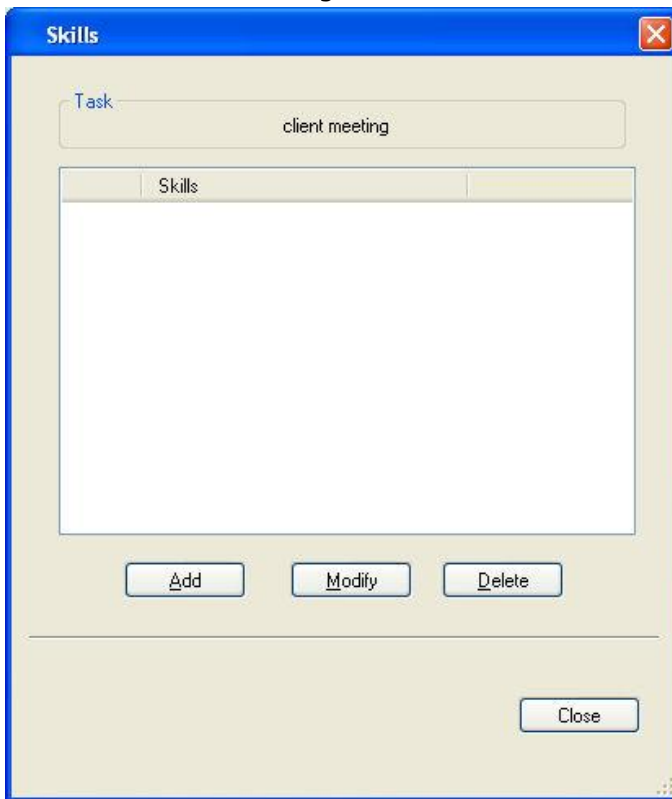 Skills
Task
client meeting
Skills
Add Modify Delete
Close